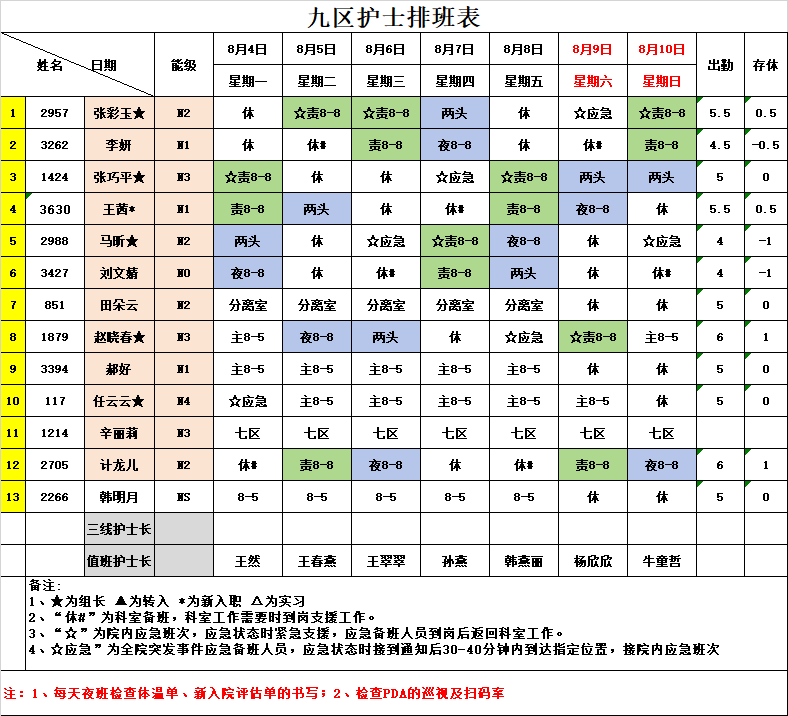 九区护士排班表
姓名 日期 能级 8月4日 8月5日 8月6日 8月7日 8月8日 8月9日 8月10日 出勤 存休
星期一 星期二 星期三 星期四 星期五 星期六 星期日
1 2957 张彩玉★ N2 休 ☆责8-8 ☆责8-8 两头 休 ☆应急 ☆责8-8 5.5 0.5
2 3262 李妍 N1 休 休# 责8-8 夜8-8 休 休# 责8-8 4.5 -0.5
3 1424 张巧平★ N3 ☆责8-8 休 休 ☆应急 ☆责8-8 两头 两头 5 0
4 3630 王茜* N1 责8-8 两头 休 休# 责8-8 夜8-8 休 5.5 0.5
5 2988 马昕★ N2 两头 休 ☆应急 ☆责8-8 夜8-8 休 ☆应急 4 -1
6 3427 刘文婧 N0 夜8-8 休 休# 责8-8 两头 休 休# 4 -1
7 851 田朵云 N2 分离室 分离室 分离室 分离室 分离室 休 休 5 0
8 1879 赵晓春★ N3 主8-5 夜8-8 两头 休 ☆应急 ☆责8-8 主8-5 6 1
9 3394 郝好 N1 主8-5 主8-5 主8-5 主8-5 主8-5 休 休 5 0
10 117 任云云★ N4 ☆应急 主8-5 主8-5 主8-5 主8-5 主8-5 休 5 0
11 1214 辛丽莉 N3 七区 七区 七区 七区 七区 七区 七区
12 2705 计龙儿 N2 休# 责8-8 夜8-8 休 休# 责8-8 夜8-8 6 1
13 2266 韩明月 NS 8-5 8-5 8-5 8-5 8-5 休 休 5 0
三线护士长
值班护士长 王然 王春燕 王翠翠 孙燕 韩燕丽 杨欣欣 牛童哲
备注:
1、★为组长 ▲为转入 *为新入职 △为实习
2、“休#”为科室备班，科室工作需要时到岗支援工作。
3、“☆”为院内应急班次，应急状态时紧急支援，应急备班人员到岗后返回科室工作。
4、☆应急”为全院突发事件应急备班人员，应急状态时接到通知后30-40分钟内到达指定位置，接院内应急班次
注：1、每天夜班检查体温单、新入院评估单的书写；2、检查PDA的巡视及扫码率